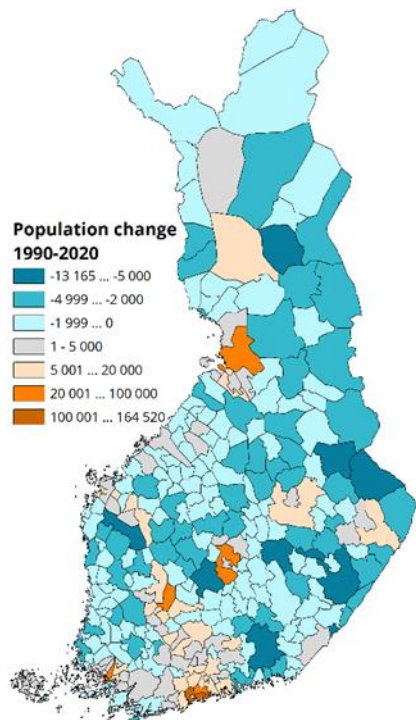 Population change
1990-2020
-13 165 ... -5 000
-4 999 ... -2 000
-1 999 ... 0
1 - 5 000
5 001 ... 20 000
20 001 ... 100 000
100 001 ... 164 520